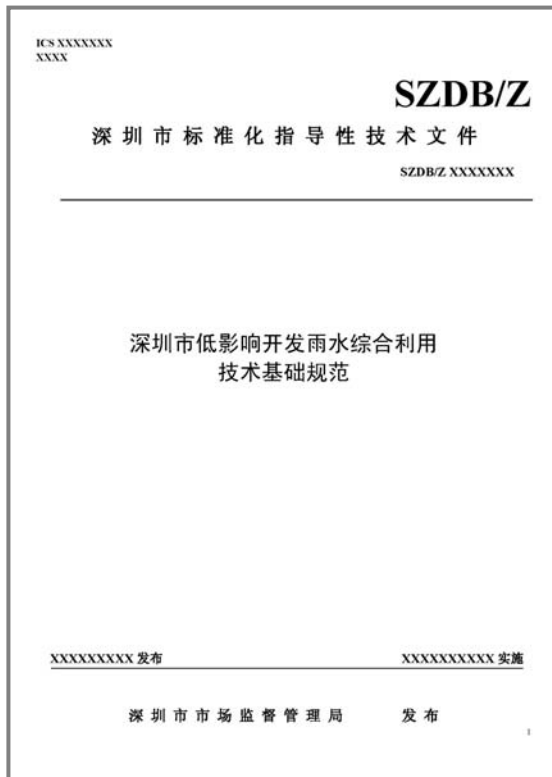 ICS XXXXXXX
XXXX
SZDB/Z
深圳市标准化指导性技术文件
SZDB/Z XXXXXXX
深圳市低影响开发雨水综合利用
技术基础规范
XXXXXXXXX 发布 XXXXXXXXXX 实施
深圳市市场监督管理局 发布
I